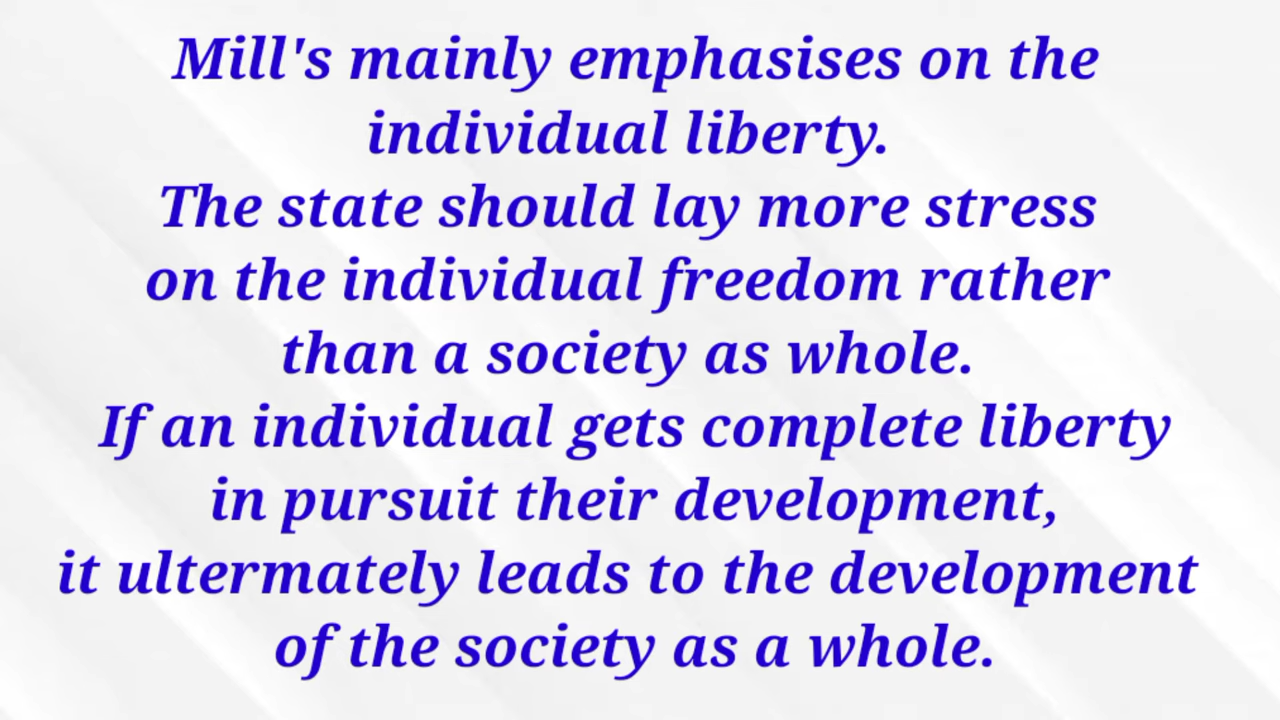 Mill's mainly emphasises on the
individual liberty.
The state should lay more stress
on the individual freedom rather
than a society as whole.
If an individual gets complete liberty
in pursuit their development,
it ultermately leads to the development
of the society as a whole.